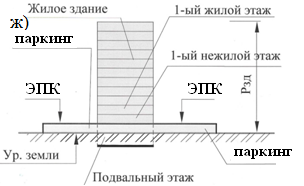 Жилое здание
1-ый жилой этаж
Ж)
паркинг
1-ый нежилой этаж
ЭПК
ЭПК
Рзд
Ур. земли
паркинг
Подвальный этаж